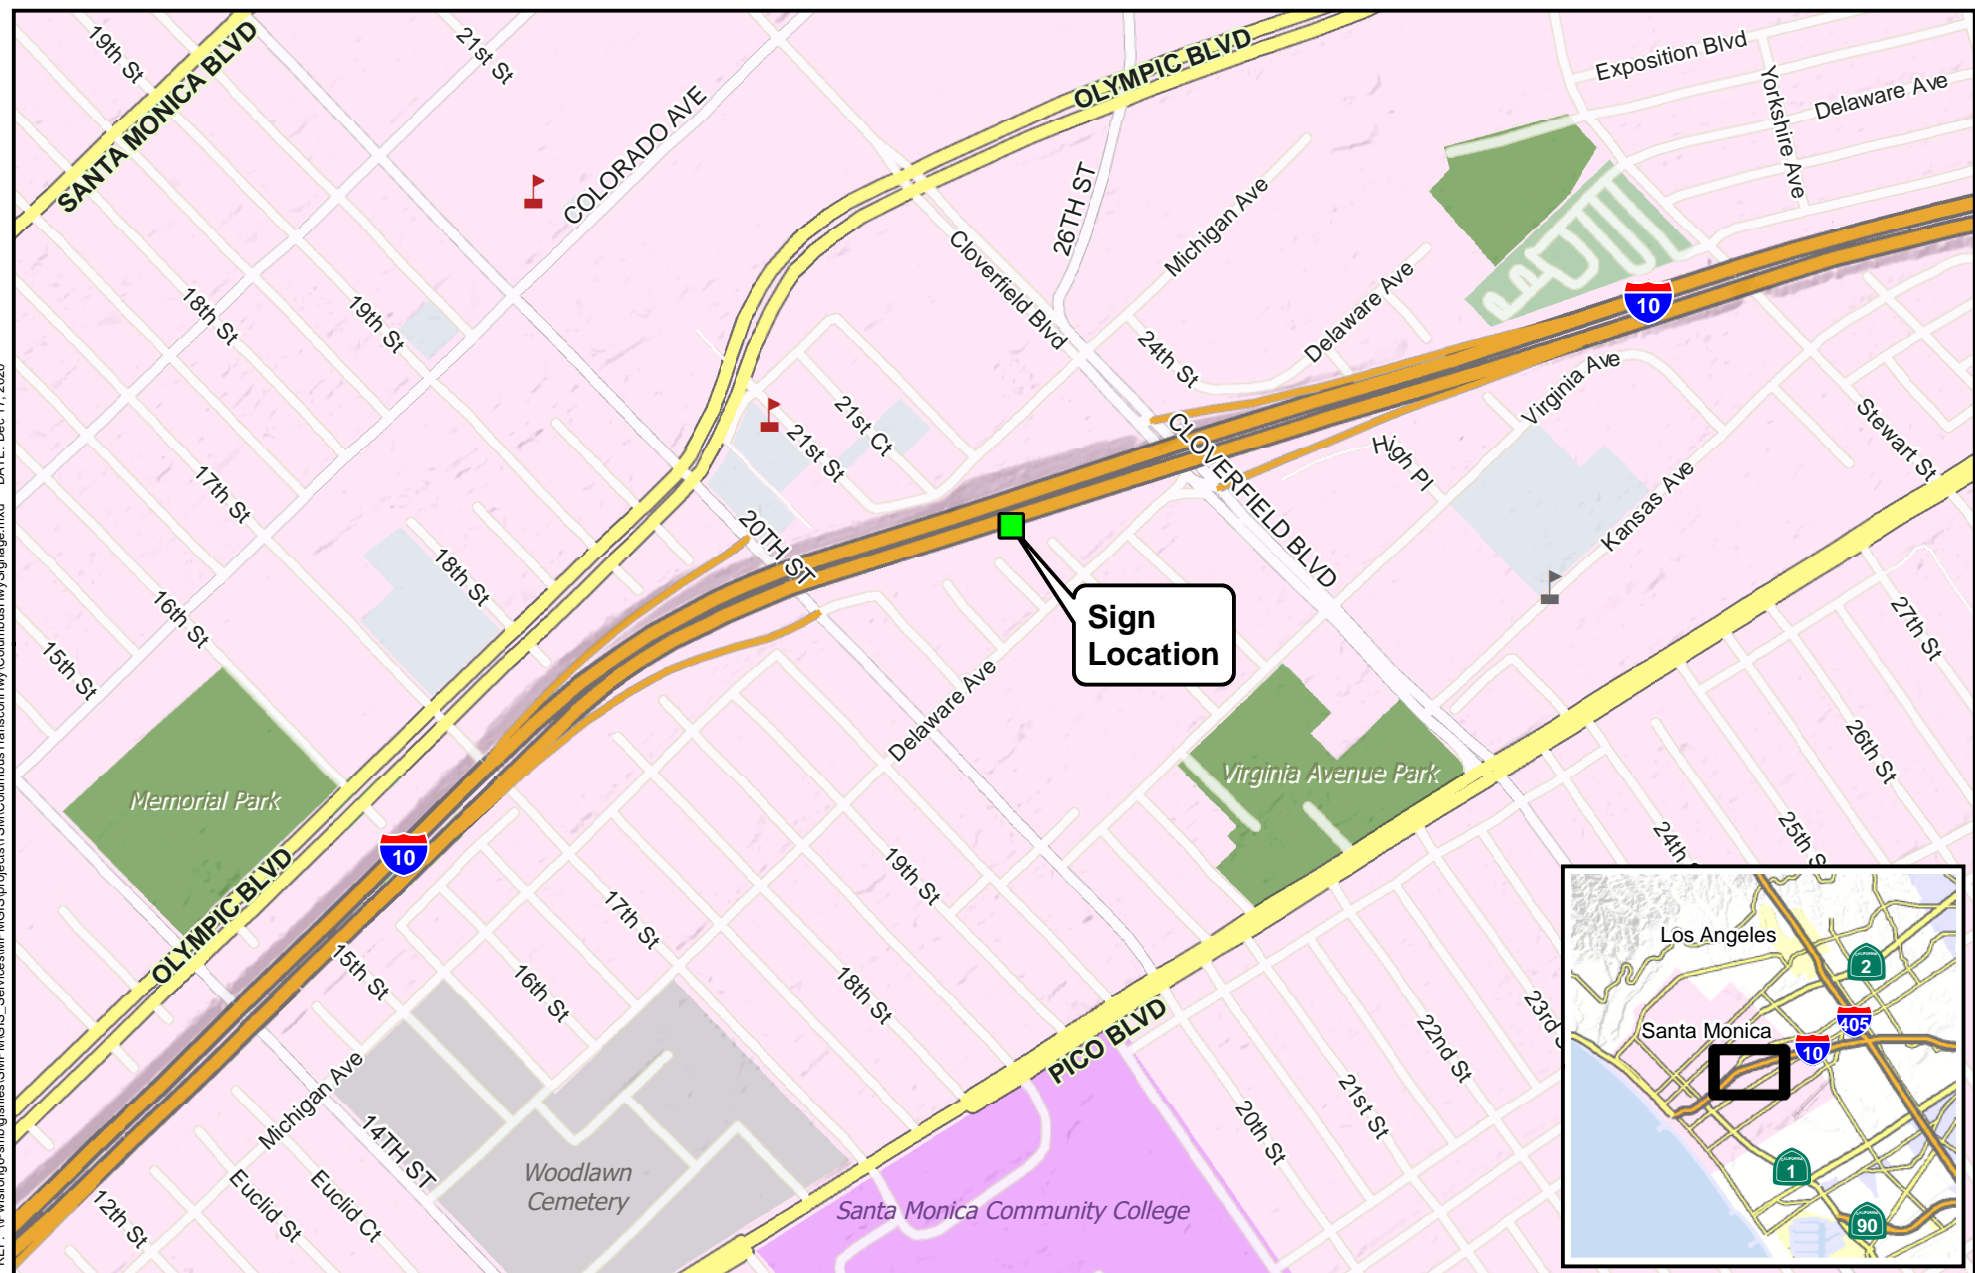 19th St
SANTA MONICA BLVD
21st St
COLORADO AVE
OLYMPIC BLVD
Exposition Blvd
Yorkshire Ave
Delaware Ave
26TH ST
Michigan Ave
Cloverfield Blvd
Delaware Ave
10
18th St
19th St
24th St
Virginia Ave
21st Ct
21st St
CLOVERFIELD BLVD
High Pl
Stewart St
Kansas Ave
17th St
20TH ST
18th St
16th St
15th St
Sign
Location
27th St
Delaware Ave
26th St
Memorial Park
Virginia Avenue Park
10
OLYMPIC BLVD
19th St
24th S
25th S
17th St
15th St
16th St
18th St
23rd S
22nd St
PICO BLVD
21st St
20th St
Michigan Ave
14TH ST
Woodlawn
Cemetery
Santa Monica Community College
Euclid St
Euclid Ct
12th St
Los Angeles
CALIFORNIA
2
Santa Monica
405
10
CALIFORNIA
1
CALIFORNIA
90